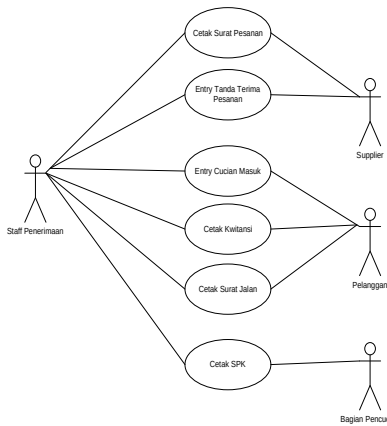 Cetak Surat Pesanan
Entry Tanda Terima
Pesanan
Supplier
Entry Cucian Masuk
Staff Penerimaan
Cetak Kwitansi
Pelanggan
Cetak Surat Jalan
Cetak SPK
Bagian